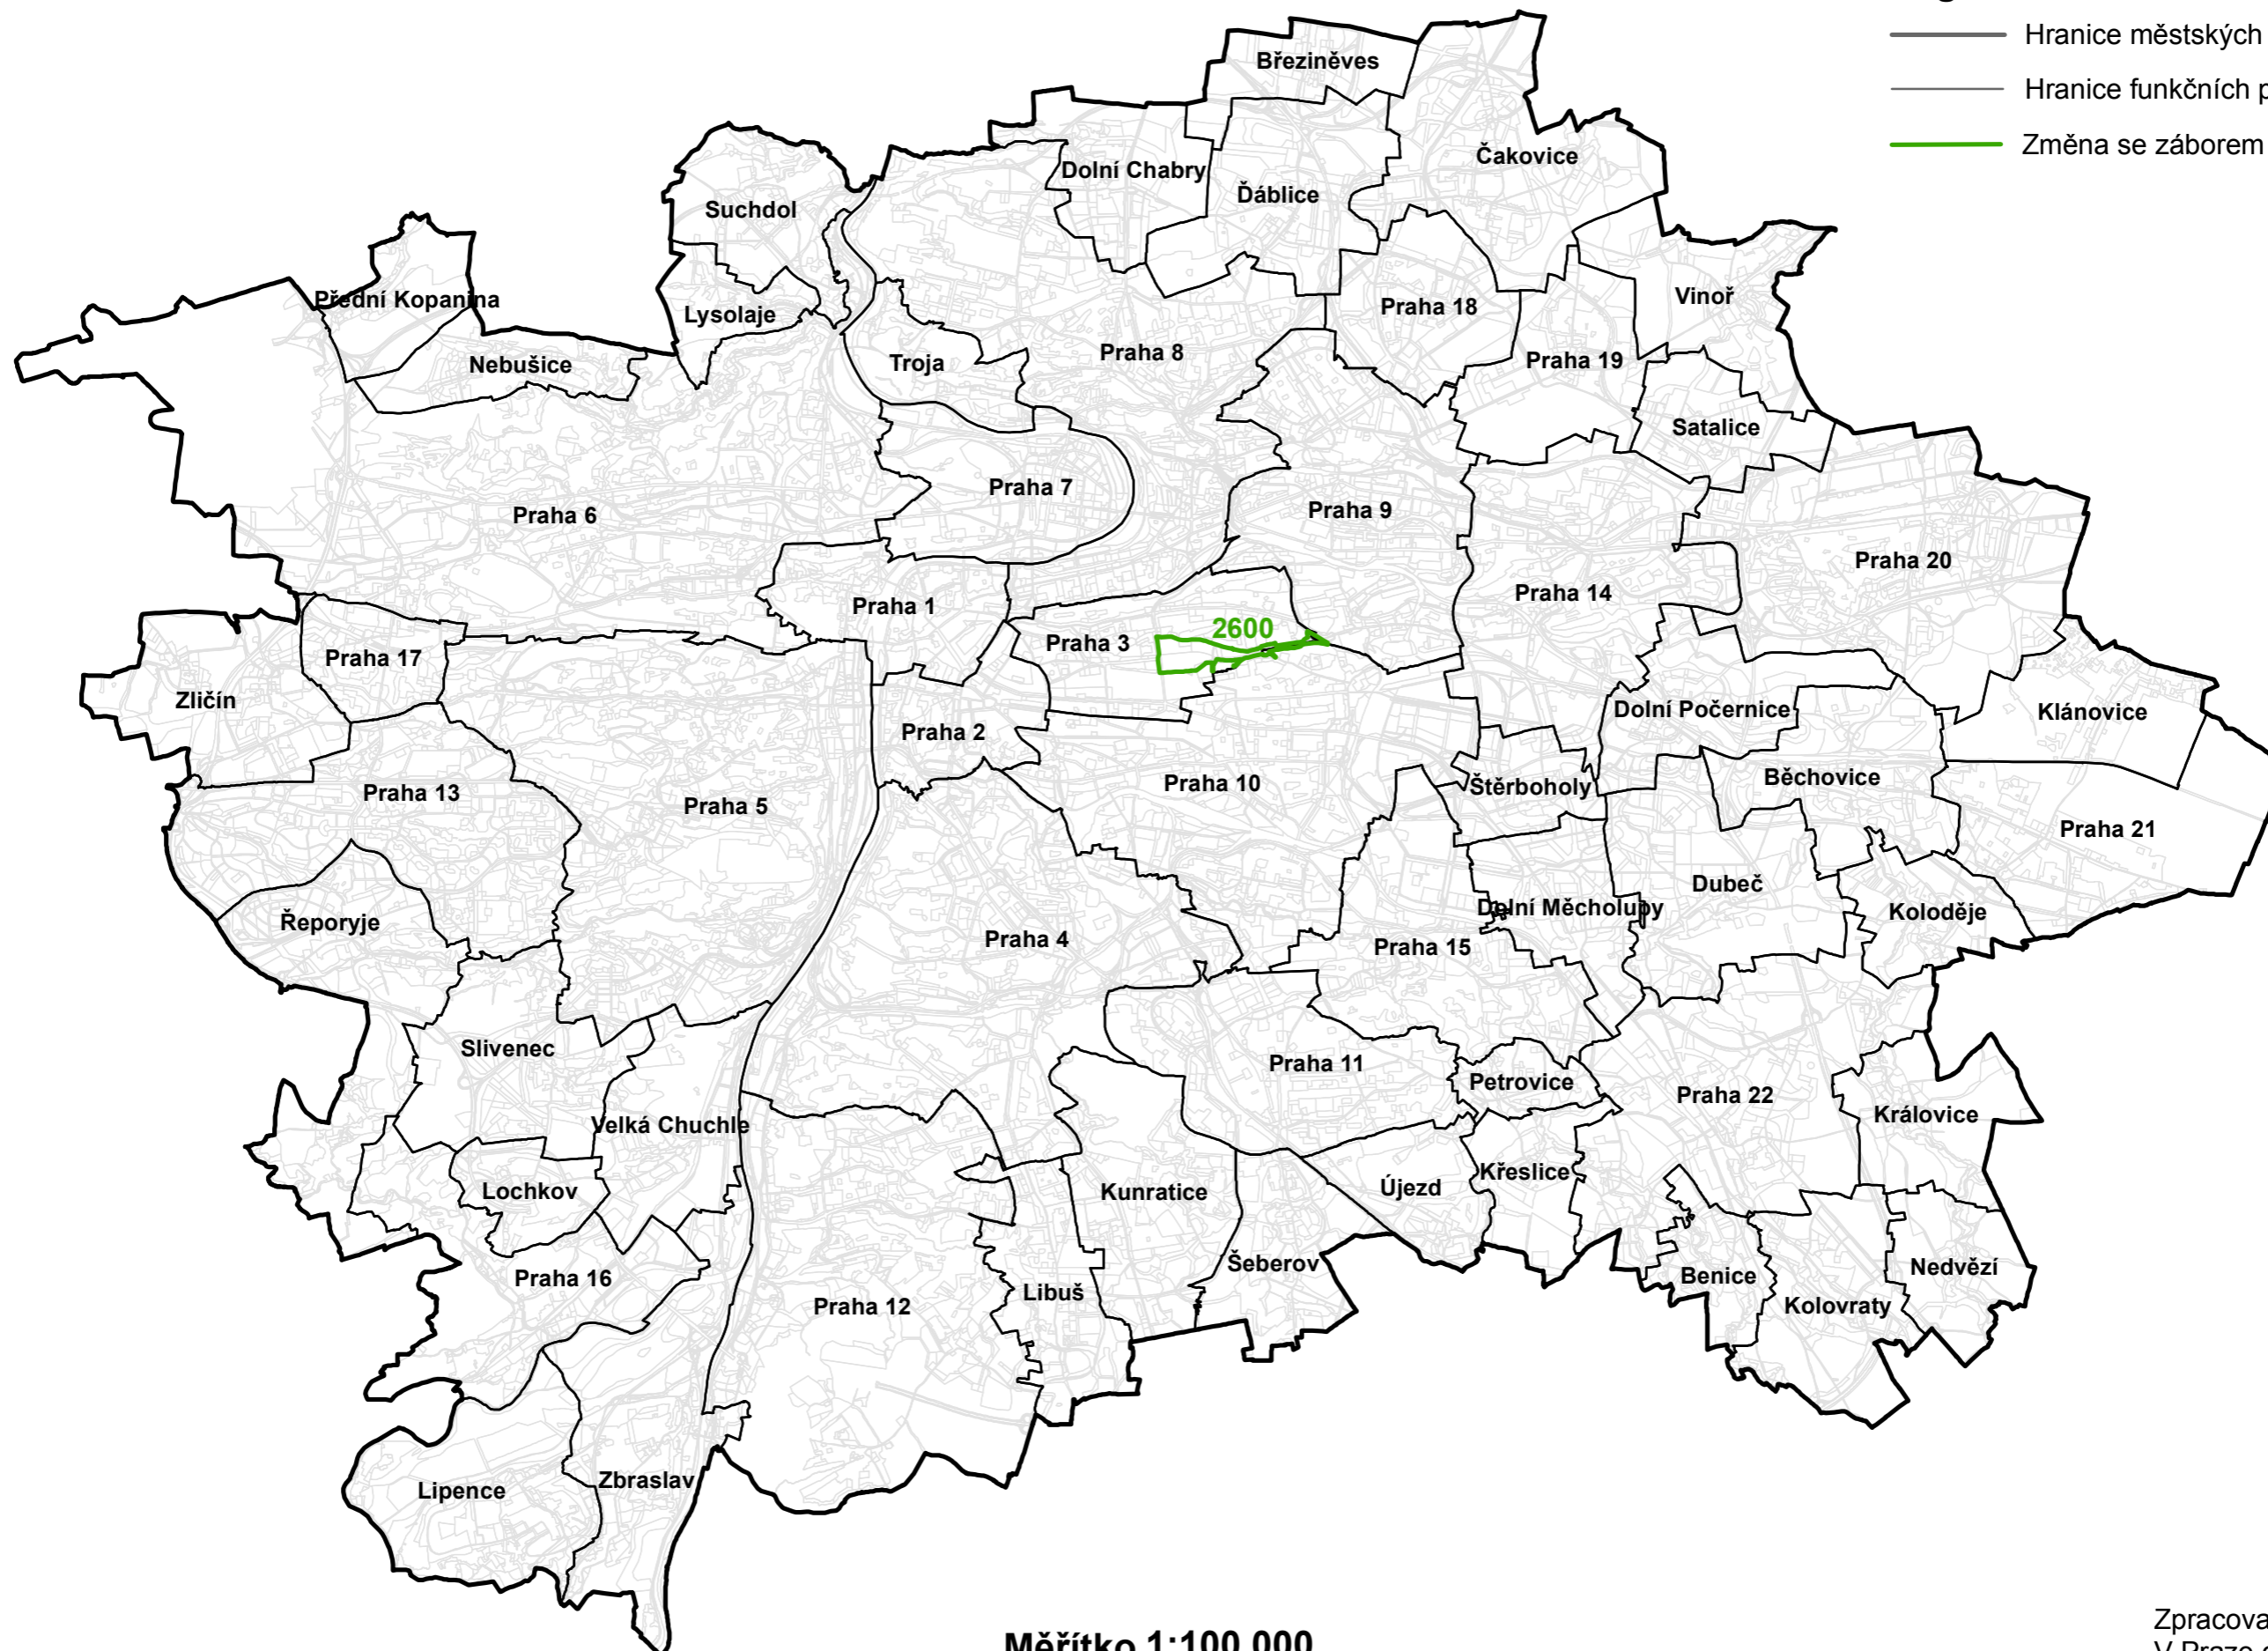 Hranice městských
Hranice funkčních
Změna se záborem
Březiněves
Čakovice
Dolní Chabry
Ďáblice
Suchdol
Přední Kopanina
Lysolaje
Vinoř
Praha 18
Nebušice
Troja
Praha 8
Praha 19
Satalice
Praha 7
Praha 6
Praha 9
Praha 20
Praha 14
Praha 1
2600
Praha 3
Praha 17
Zličín
Dolní Počernice
Klánovice
Praha 2
Běchovice
Praha 13
Praha 5
Praha 10
Štěrboholy
Praha 21
Dubeč
Dolní Měcholupy
Koloděje
Řeporyje
Praha 4
Praha 15
Slivenec
Praha 11
Petrovice
Praha 22
Královice
Velká Chuchle
Lochkov
Kunratice
Újezd
Křeslice
Šeberov
Nedvězí
Praha 16
Libuš
Benice
Praha 12
Kolovraty
Zbraslav
Lipence
Měřítko 1:100 000